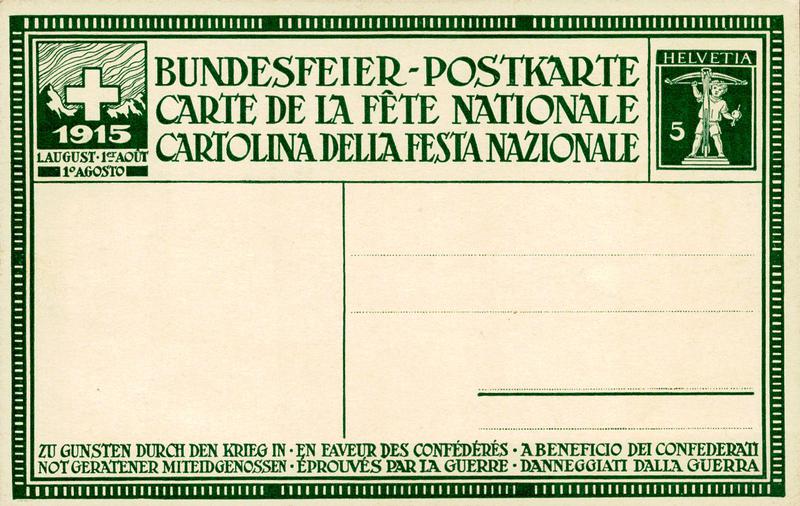 1915
1. AUGUST · 1ER AOÛT
1º AGOSTO
BUNDESFEIER-POSTKARTE
CARTE DE LA FÊTE NATIONALE
CARTOLINA DELLA FESTA NAZIONALE
HELVETIA
5
ZU GUNSTEN DURCH DEN KRIEG IN · EN FAVEUR DES CONFÉDÉRÉS · A BENEFICIO DEI CONFEDERATI
NOT GERATENER MITEIDGENOSSEN · ÉPROUVÉS PAR LA GUERRE · DANNEGGIATI DALLA GUERRA